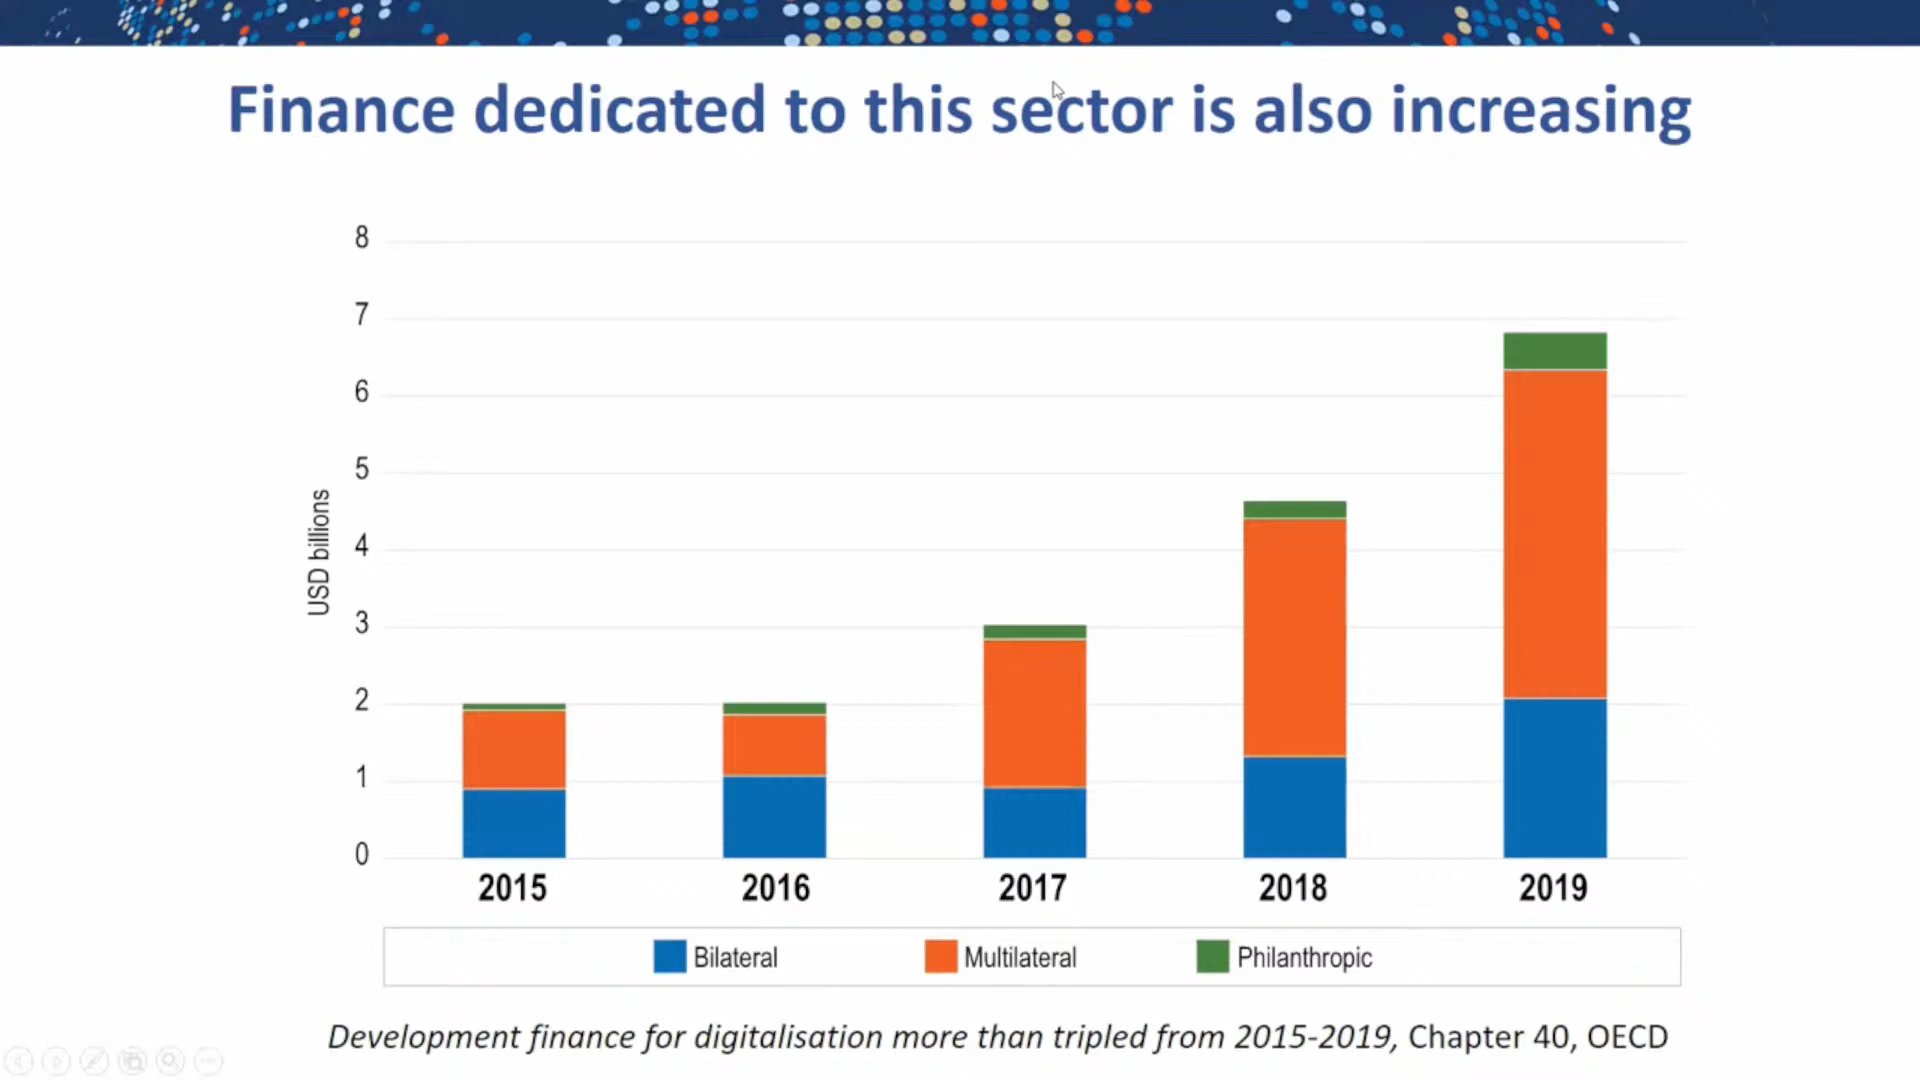 Finance dedicated to this sector is also increasing
8
7
6
5
4
3
2
1
0
USD billions
2015 2016 2017 2018 2019
Bilateral Multilateral Philanthropic
Development finance for digitalisation more than tripled from 2015-2019, Chapter 40, OECD